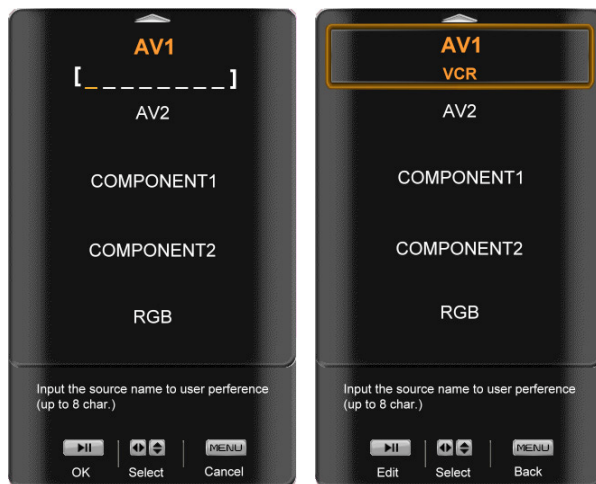 AV1
[_ _ _ _ _ _ _ _]
AV2
COMPONENT1
COMPONENT2
RGB
Input the source name to user perference
(up to 8 char.)
MENU
OK Select Cancel
AV1
VCR
AV2
COMPONENT1
COMPONENT2
RGB
Input the source name to user perference
(up to 8 char.)
MENU
Edit Select Back